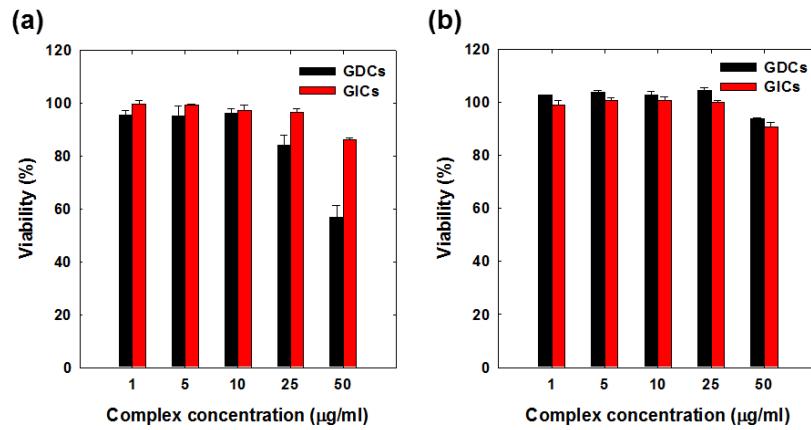 (a)
120
100
80
60
40
20
0
Viability (%)
GDCs
GICs
1 5 10 25 50
Complex concentration (μg/ml)
(b)
120
100
80
60
40
20
0
Viability (%)
GDCs
GICs
1 5 10 25 50
Complex concentration (μg/ml)